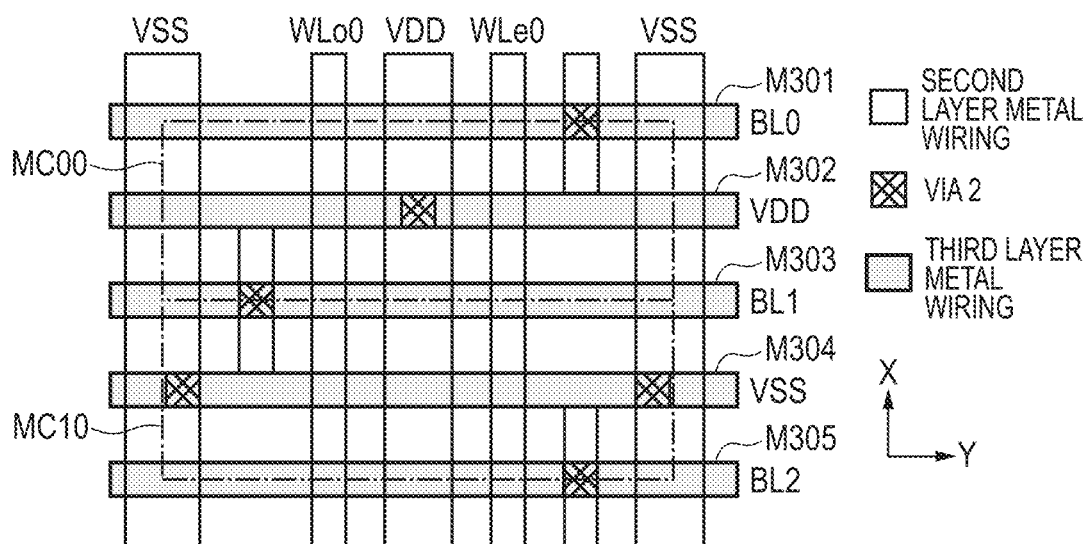 VSS WLo0 VDD WLe0 VSS
M301
BL0
MC00
M302
VDD
M303
BL1
M304
VSS
MC10
M305
BL2
SECOND
LAYER METAL
WIRING
VIA 2
THIRD LAYER
METAL
WIRING
X
Y